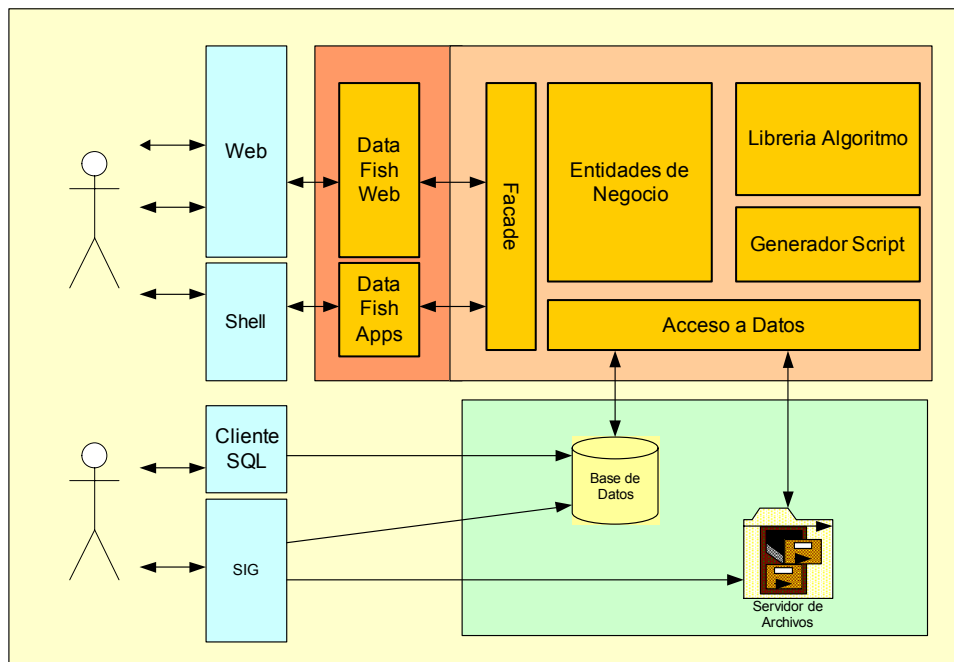 Web
Data
Fish
Web
Facade
Entidades de
Negocio
Libreria Algoritmo
Generador Script
Shell
Data
Fish
Apps
Acceso a Datos
Cliente
SQL
Base de
Datos
SIG
Servidor de
Archivos